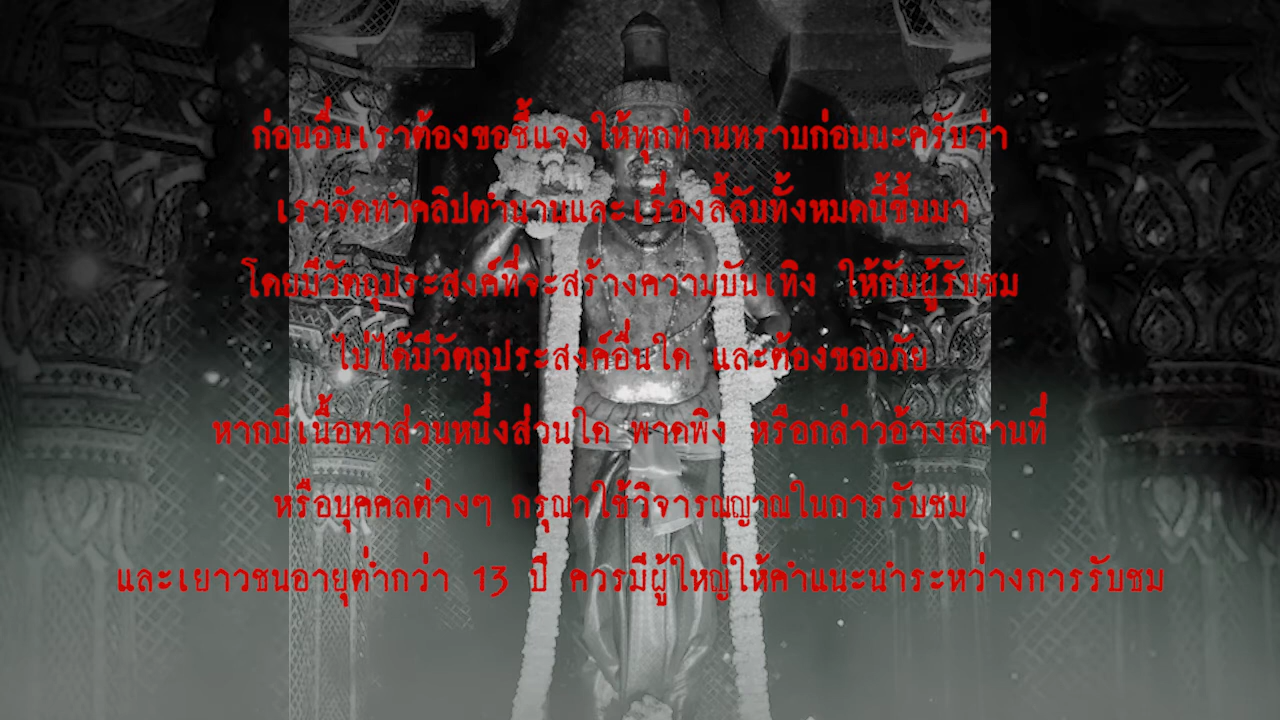 ก่อนอื่นเราต้องขอชี้แจงให้ทุกท่านทราบก่อนนะครับว่า
เราจัดทำคลิปตำนานและเรื่องลี้ลับทั้งหมดนี้ขึ้นมา
โดยมีวัตถุประสงค์ที่จะสร้างความบันเทิง ให้กับผู้รับชม
ไม่ได้มีวัตถุประสงค์อื่นใด และต้องขออภัย
หากมีเนื้อหาส่วนหนึ่งส่วนใด พาดพิง หรือกล่าวอ้างสถานที่
หรือบุคคลต่างๆ กรุณาใช้วิจารณญาณในการรับชม
และเยาวชนอายุต่ำกว่า 13 ปี ควรมีผู้ใหญ่ให้คำแนะนำระหว่างการรับชม